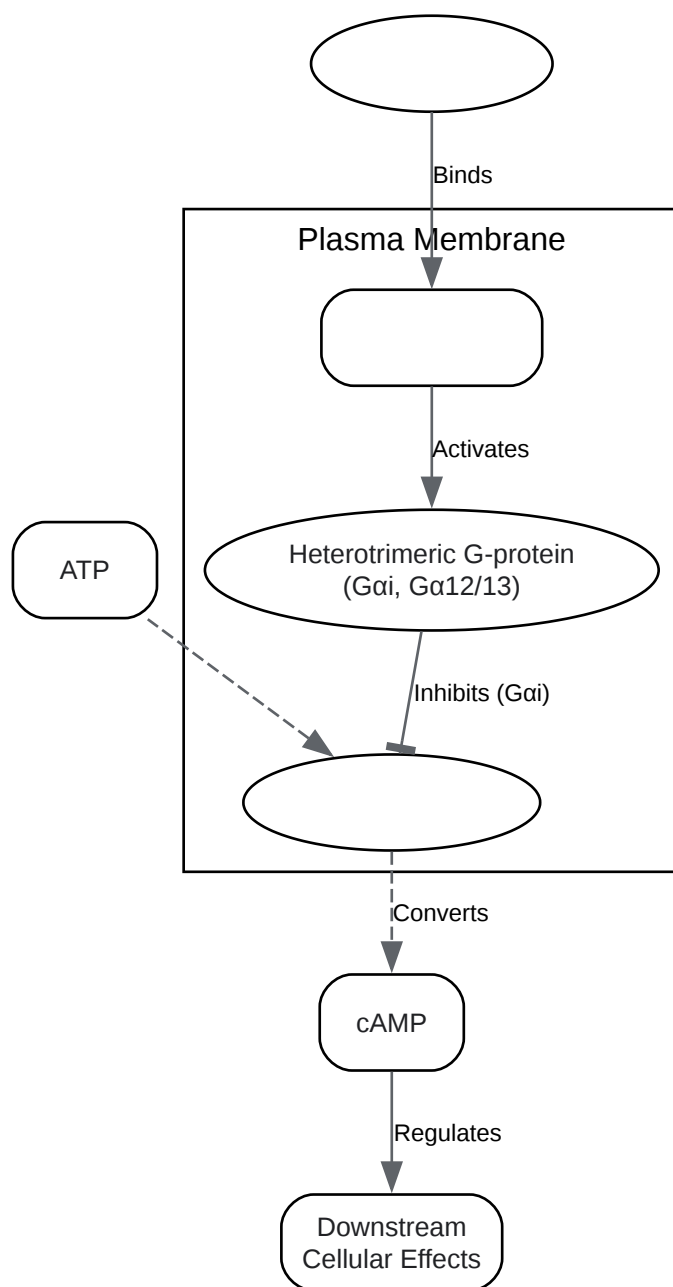 Binds
Plasma Membrane
Activates
Heterotrimeric G-protein
(Gαi, Gα12/13)
ATP
Inhibits (Gαi)
Converts
cAMP
Regulates
Downstream
Cellular Effects